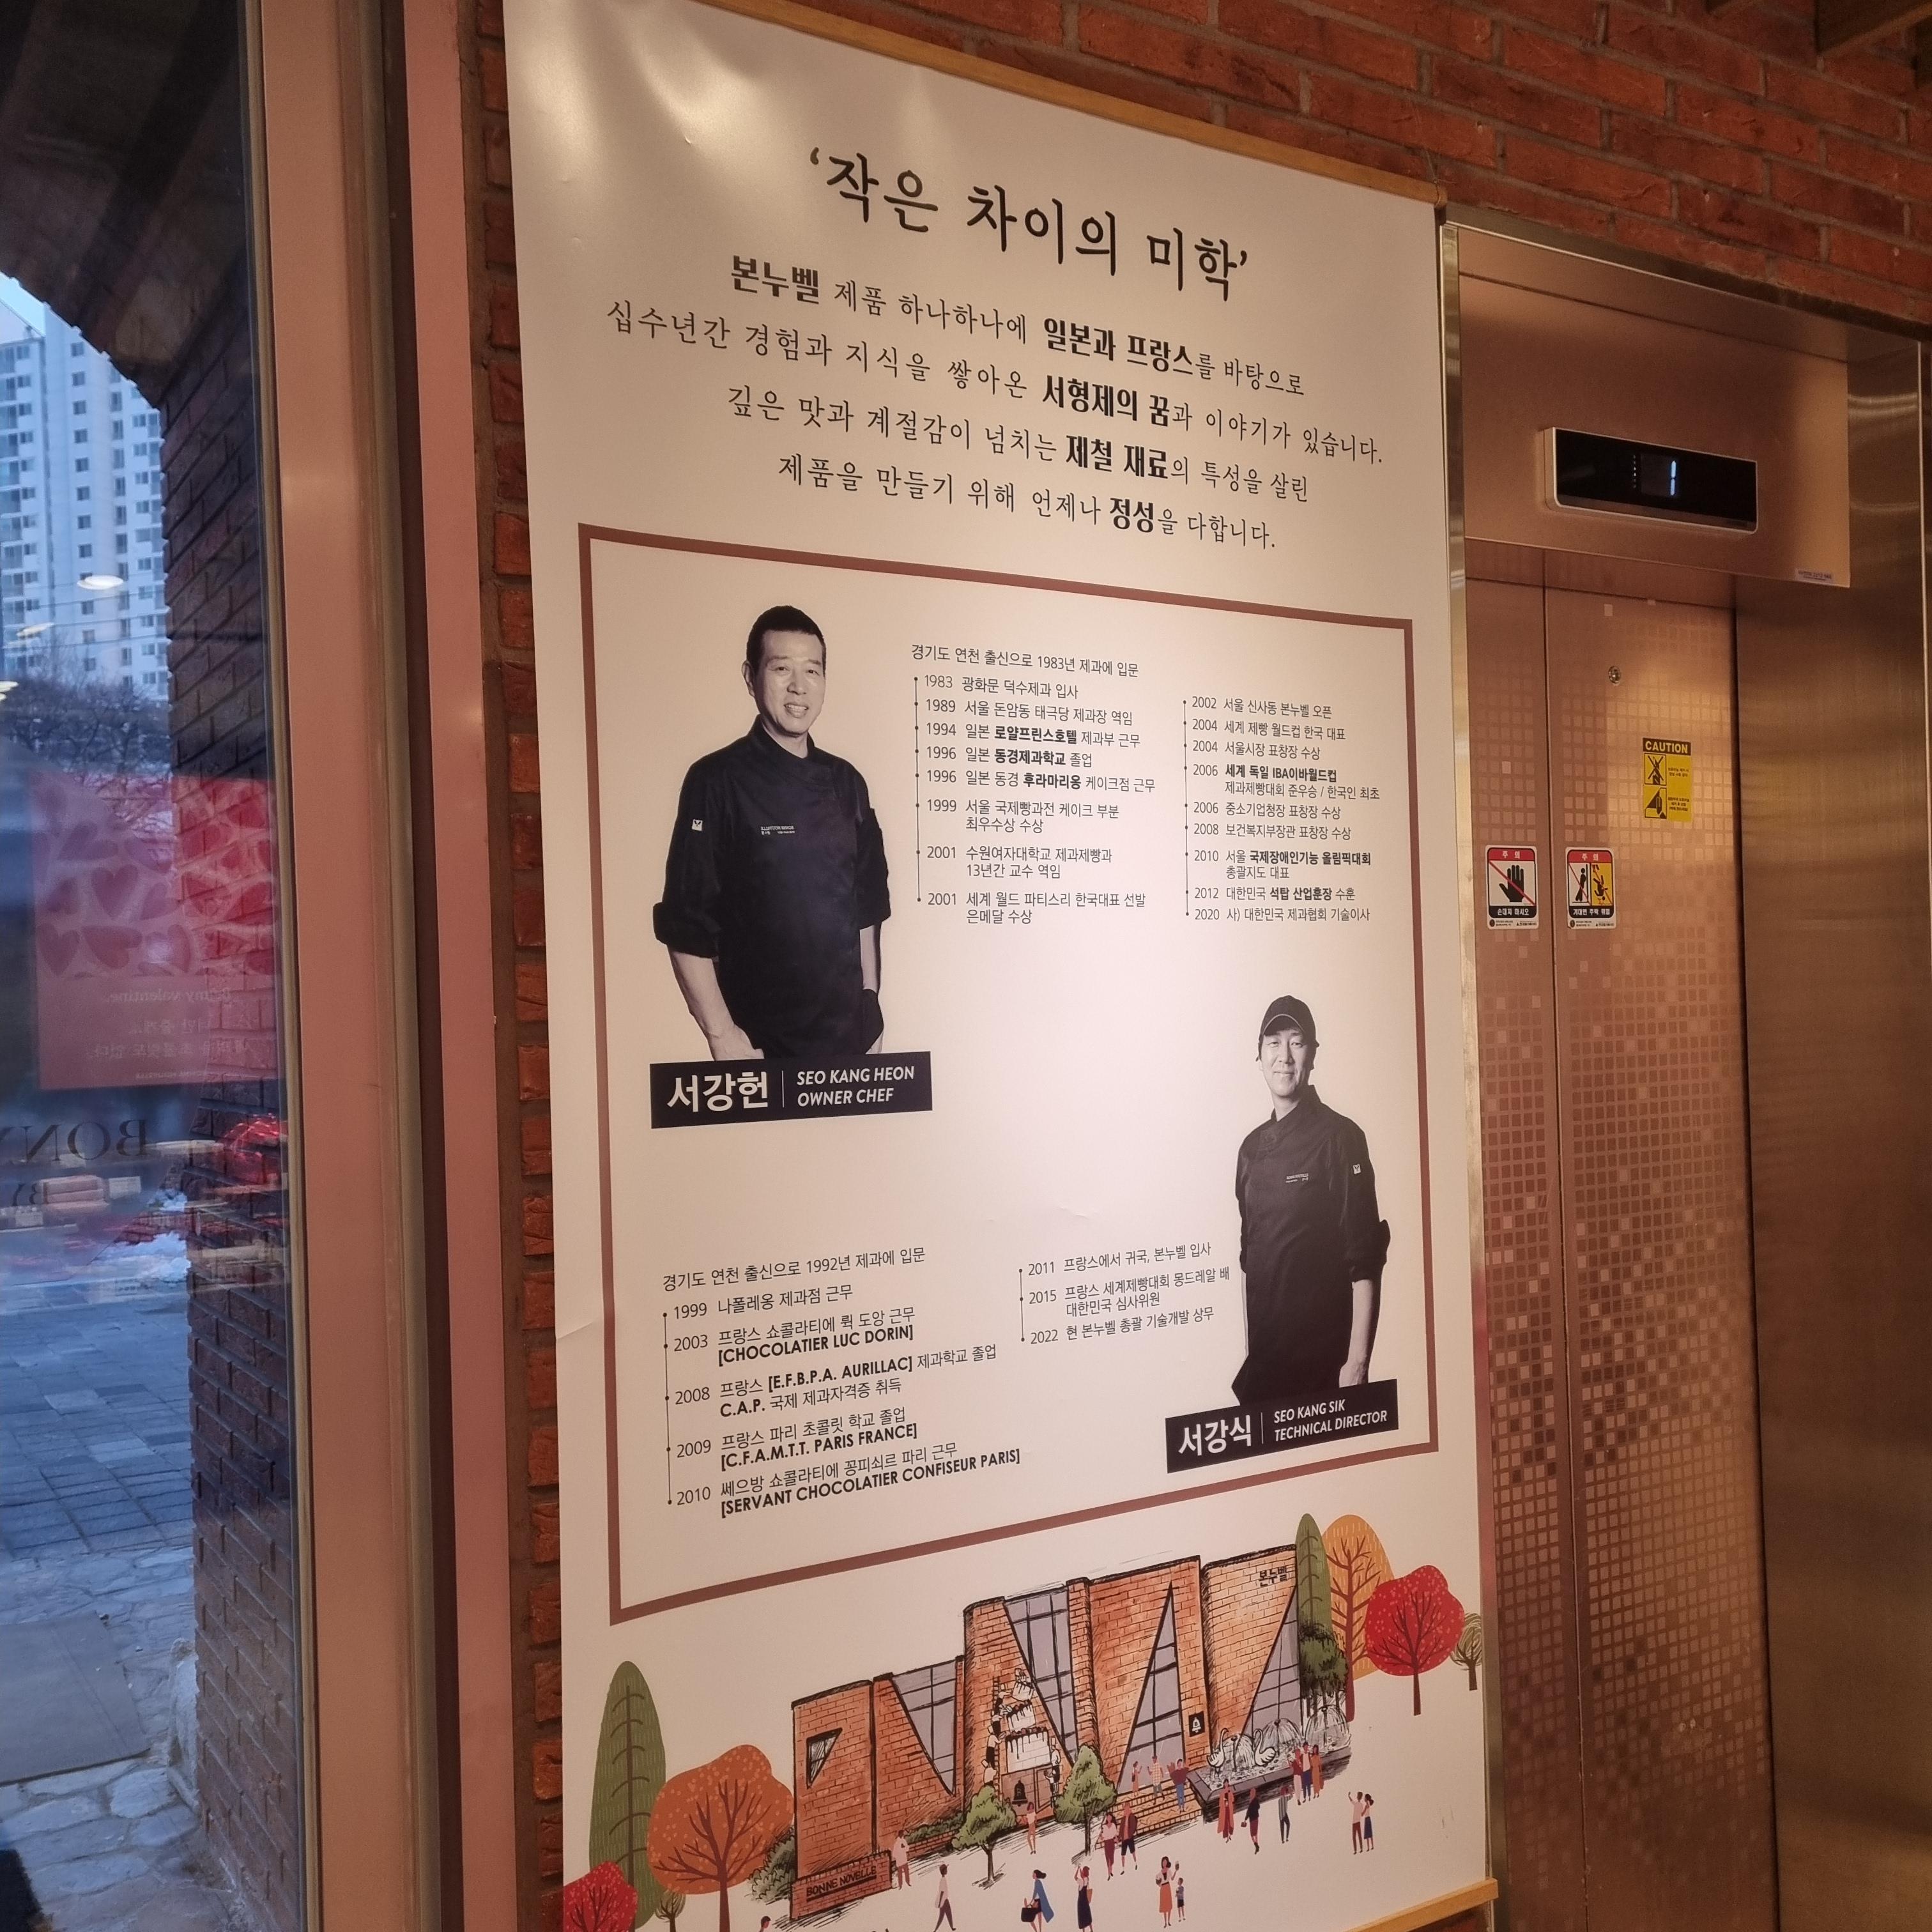 ‘작은 차이의 미학’
본누벨 제품 하나하나에 일본과 프랑스를 바탕으로
십수년간 경험과 지식을 쌓아온 서형제의 꿈과 이야기가 있습니다.
깊은 맛과 계절감이 넘치는 제철 재료의 특성을 살린
제품을 만들기 위해 언제나 정성을 다합니다.
경기도 연천 출신으로 1983년 제과에 입문
1983 광화문 덕수제과 입사
1989 서울 돈암동 태극당 제과장 역임
1994 일본 로얄프린스호텔 제과부 근무
1996 일본 동경제과학교 졸업
1996 일본 동경 후라마리옹 케이크점 근무
1999 서울 국제빵과전 케이크 부분
최우수상 수상
2001 수원여자대학교 제과제빵과
13년간 교수 역임
2001 세계 월드 파티스리 한국대표 선발
은메달 수상
2002 서울 신사동 본누벨 오픈
2004 세계 제빵 월드컵 한국 대표
2004 서울시장 표창장 수상
2006 세계 독일 IBA이바월드컵
제과제빵대회 준우승 / 한국인 최초
2006 중소기업청장 표창장 수상
2008 보건복지부장관 표창장 수상
2010 서울 국제장애인기능 올림픽대회
총괄지도 대표
2012 대한민국 석탑 산업훈장 수훈
2020 사) 대한민국 제과협회 기술이사
서강헌
SEO KANG HEON
OWNER CHEF
경기도 연천 출신으로 1992년 제과에 입문
1999 나폴레옹 제과점 근무
2003 프랑스 쇼콜라티에 뤽 도앙 근무
[CHOCOLATIER LUC DORIN]
2008 프랑스 [E.F.B.P.A. AURILLAC] 제과학교 졸업
C.A.P. 국제 제과자격증 취득
2009 프랑스 파리 초콜릿 학교 졸업
[C.F.A.M.T.T. PARIS FRANCE]
2010 쎄으방 쇼콜라티에 꽁피쇠르 파리 근무
[SERVANT CHOCOLATIER CONFISEUR PARIS]
2011 프랑스에서 귀국, 본누벨 입사
2015 프랑스 세계제빵대회 몽드레알 배
대한민국 심사위원
2022 현 본누벨 총괄 기술개발 상무
서강식
SEO KANG SIK
TECHNICAL DIRECTOR
본누벨
BONNE NOVELLE
1
CAUTION
주 의
손대지 마시오
주 의
기대면 추락 위험